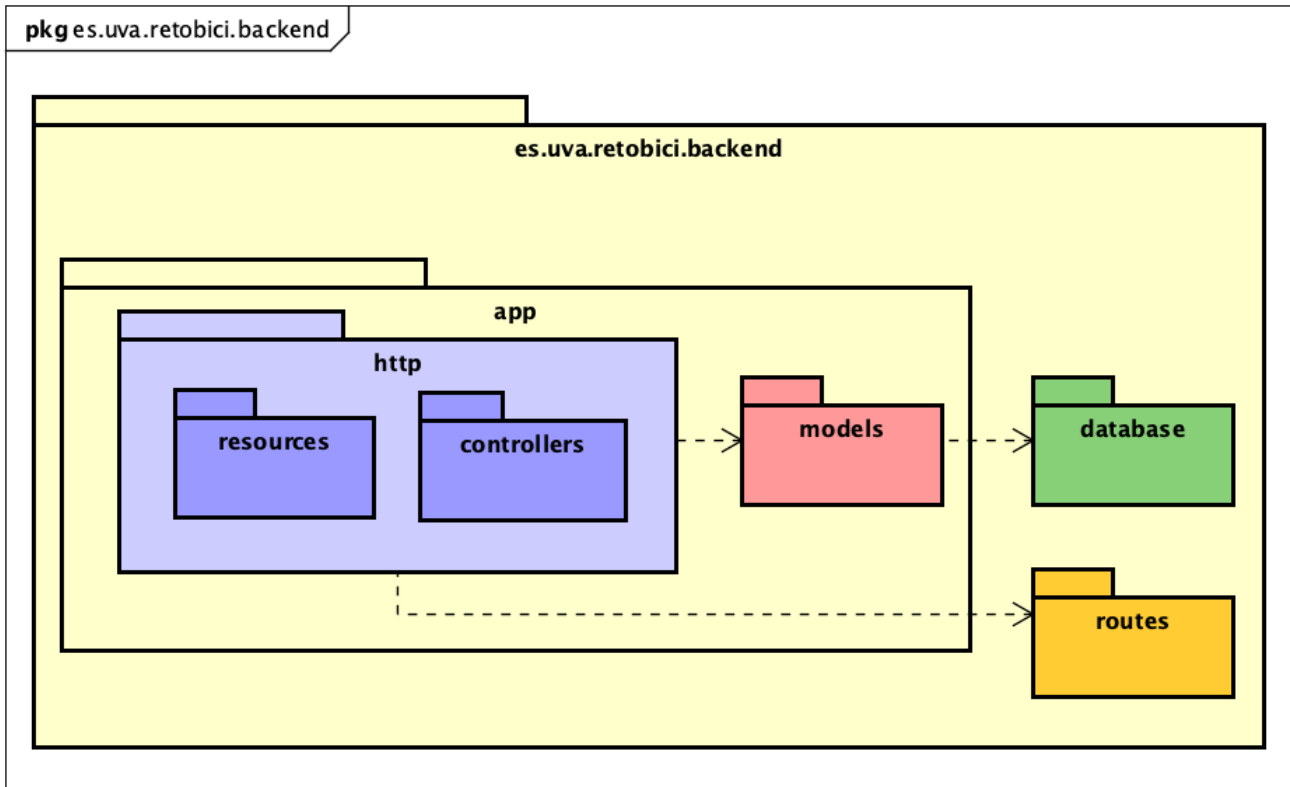 pkg es.uva.retobici.backend
es.uva.retobici.backend
app
http
resources
controllers
models
database
routes